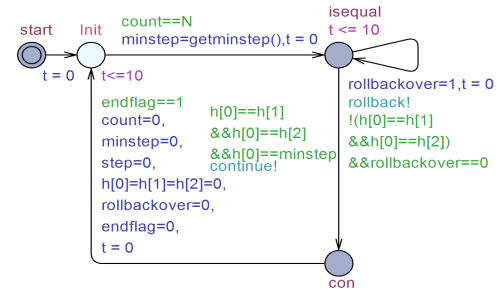 start
Init
count==N
minstep=getminstep(),t = 0
isequal
t <= 10
t = 0
t<=10
rollbackover=1,t = 0
rollback!
!(h[0]==h[1]
&&h[0]==h[2])
&&rollbackover==0
endflag==1
count=0,
minstep=0,
step=0,
h[0]=h[1]=h[2]=0,
rollbackover=0,
endflag=0,
t = 0
h[0]==h[1]
&&h[0]==h[2]
&&h[0]==minstep
continue!
con